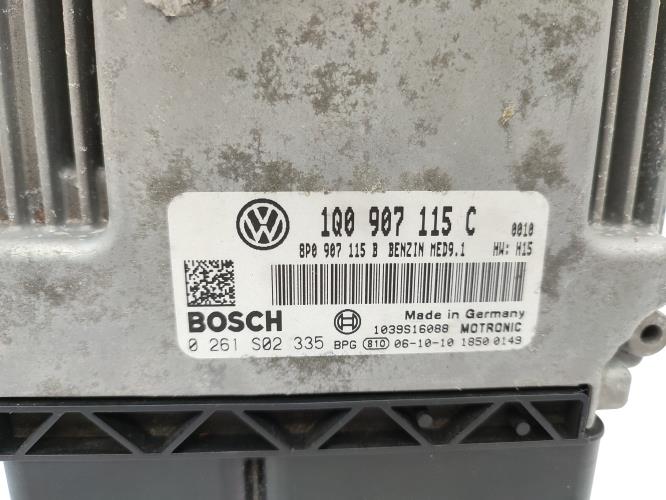 1Q0 907 115 C 0010
8P0 907 115 B BENZIN MED9.1 HW: H15
BOSCH Made in Germany
1039S16088 MOTRONIC
0 261 S02 335 BPG 810 06-10-10 1850 0149